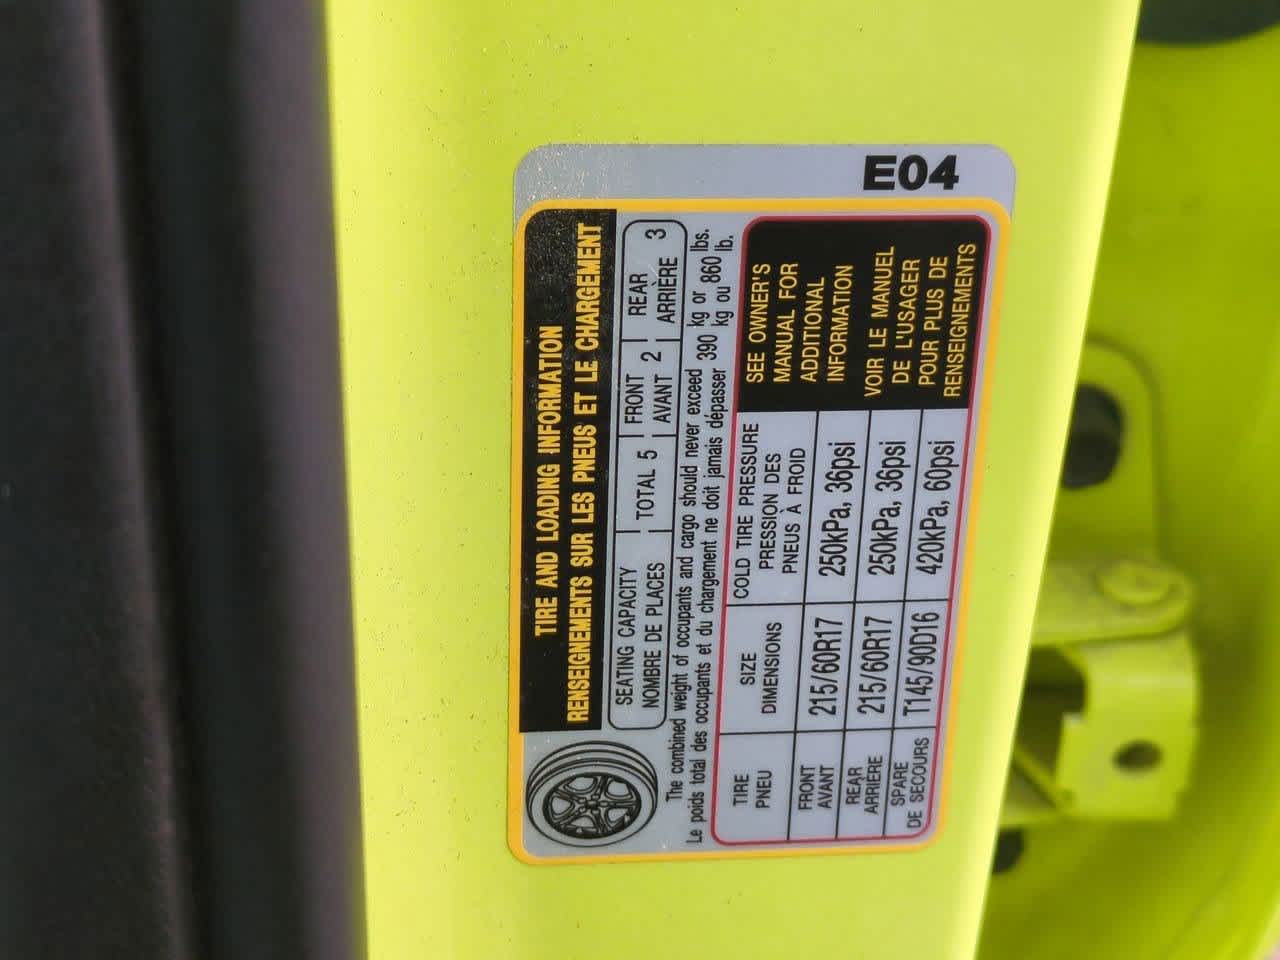 E04
TIRE AND LOADING INFORMATION
RENSEIGNEMENTS SUR LES PNEUS ET LE CHARGEMENT
SEATING CAPACITY
NOMBRE DE PLACES
TOTAL 5
FRONT
AVANT 2
REAR
ARRIÈRE 3
The combined weight of occupants and cargo should never exceed 390 kg or 860 lbs.
Le poids total des occupants et du chargement ne doit jamais dépasser 390 kg ou 860 lb.
TIRE
PNEU
SIZE
DIMENSIONS
COLD TIRE PRESSURE
PRESSION DES
PNEUS À FROID
FRONT
AVANT
215/60R17
250kPa, 36psi
REAR
ARRIÈRE
215/60R17
250kPa, 36psi
SPARE
DE SECOURS
T145/90D16
420kPa, 60psi
SEE OWNER'S
MANUAL FOR
ADDITIONAL
INFORMATION
VOIR LE MANUEL
DE L'USAGER
POUR PLUS DE
RENSEIGNEMENTS